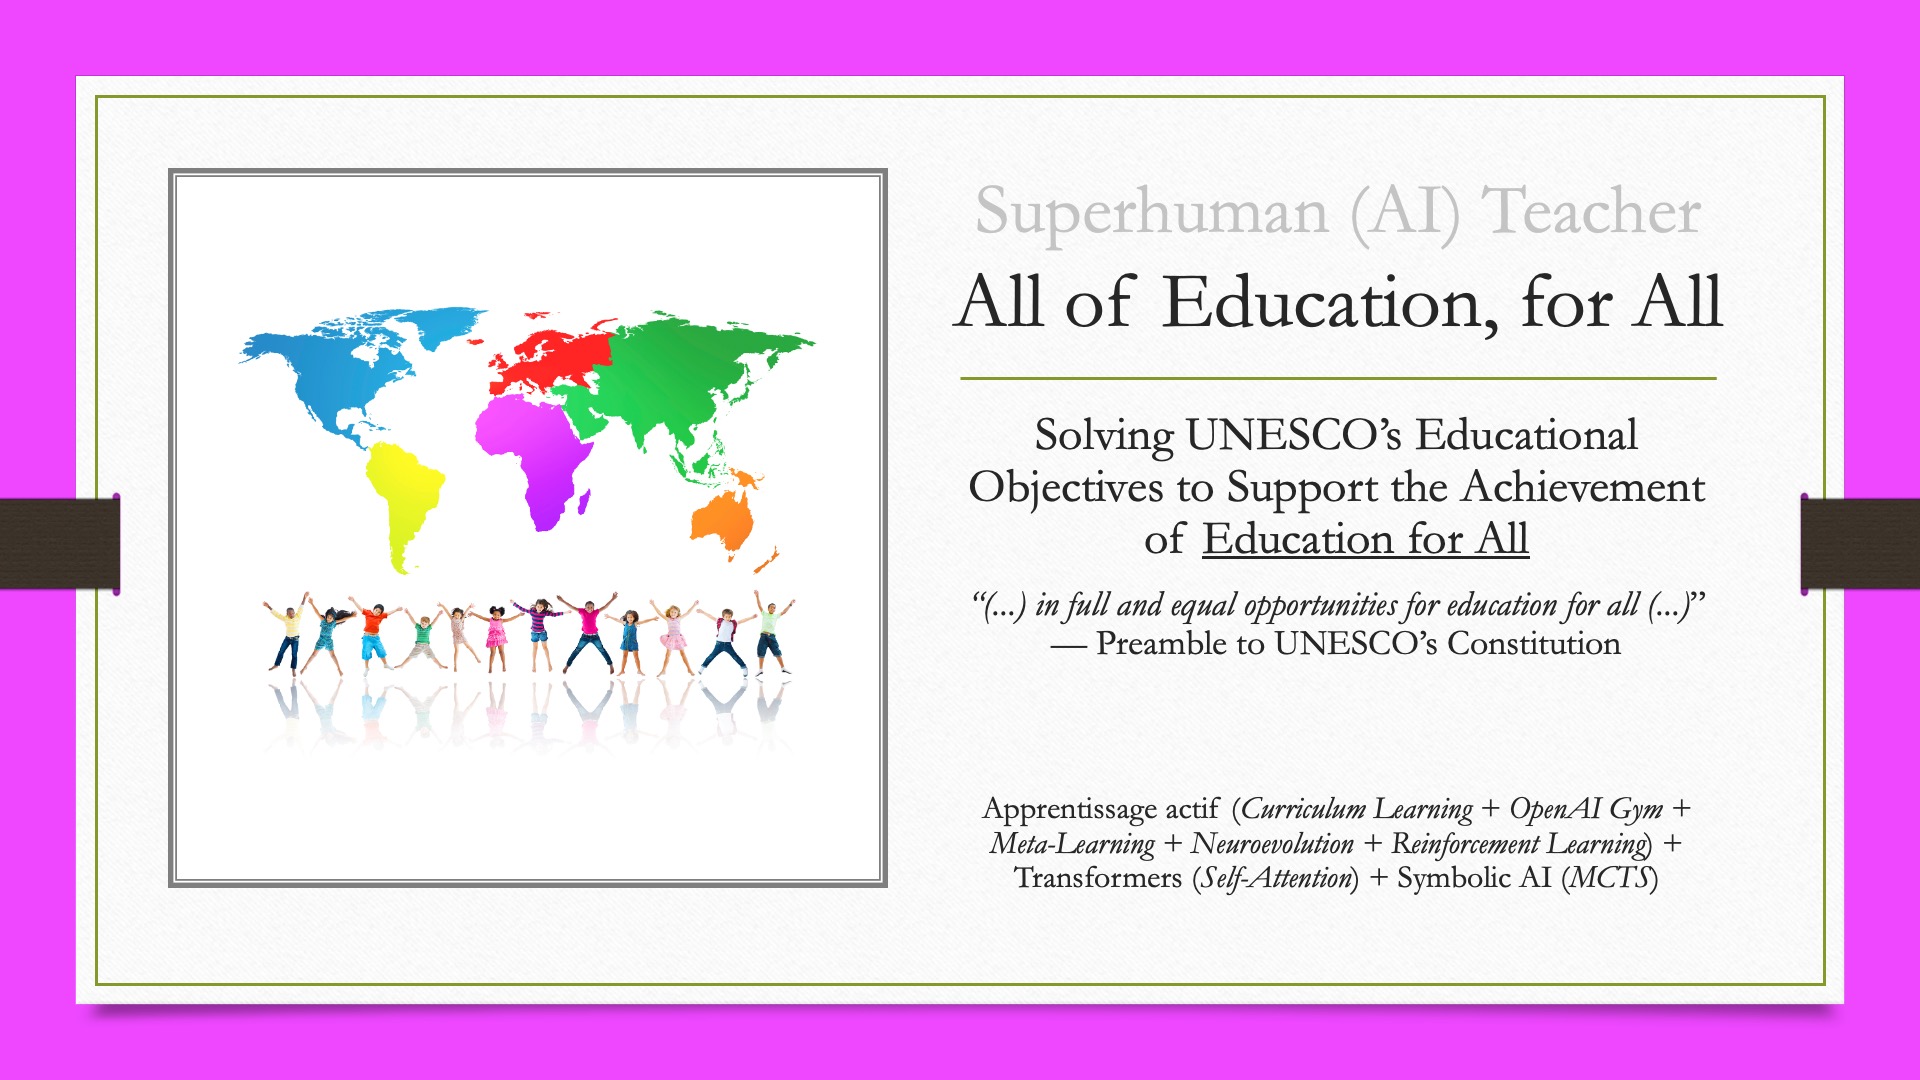 Superhuman (AI) Teacher
All of Education, for All
Solving UNESCO’s Educational
Objectives to Support the Achievement
of Education for All
“(...) in full and equal opportunities for education for all (...)”
— Preamble to UNESCO’s Constitution
Apprentissage actif (Curriculum Learning + OpenAI Gym +
Meta-Learning + Neuroevolution + Reinforcement Learning) +
Transformers (Self-Attention) + Symbolic AI (MCTS)